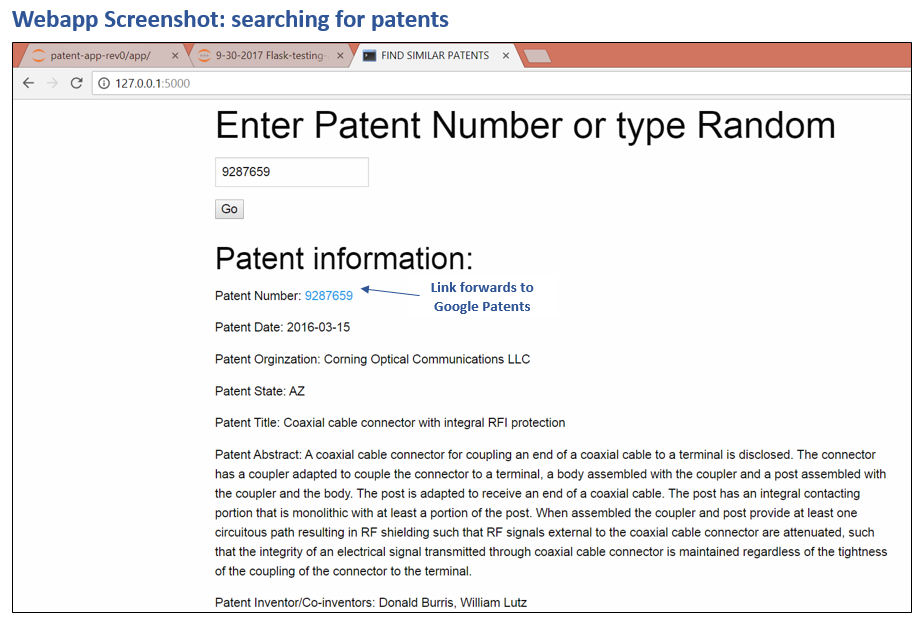 Webapp Screenshot: searching for patents
patent-app-rev0/app/
9-30-2017 Flask-testing-
FIND SIMILAR PATENTS
127.0.0.1:5000
Enter Patent Number or type Random
9287659
Go
Patent information:
Patent Number: 9287659
Link forwards to
Google Patents
Patent Date: 2016-03-15
Patent Orginzation: Corning Optical Communications LLC
Patent State: AZ
Patent Title: Coaxial cable connector with integral RFI protection
Patent Abstract: A coaxial cable connector for coupling an end of a coaxial cable to a terminal is disclosed. The connector
has a coupler adapted to couple the connector to a terminal, a body assembled with the coupler and a post assembled with
the coupler and the body. The post is adapted to receive an end of a coaxial cable. The post has an integral contacting
portion that is monolithic with at least a portion of the post. When assembled the coupler and post provide at least one
circuitous path resulting in RF shielding such that RF signals external to the coaxial cable connector are attenuated, such
that the integrity of an electrical signal transmitted through coaxial cable connector is maintained regardless of the tightness
of the coupling of the connector to the terminal.
Patent Inventor/Co-inventors: Donald Burris, William Lutz